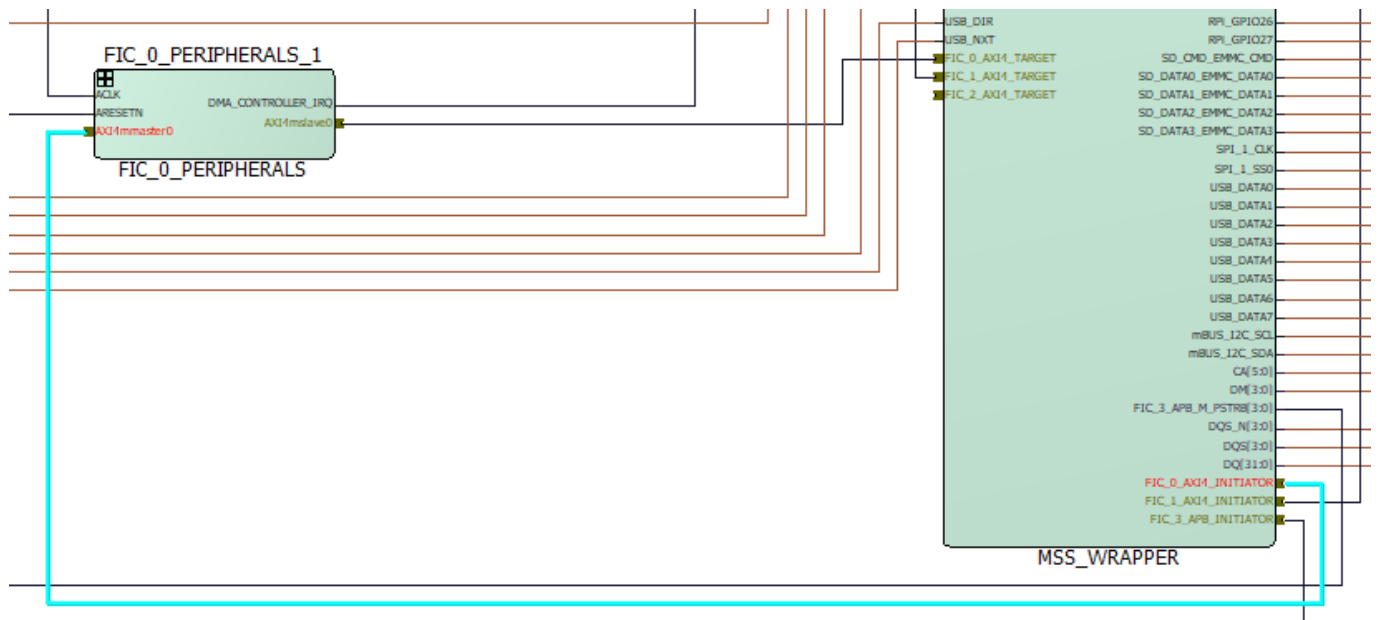 FIC_0_PERIPHERALS_1
ACLK
ARESETN
AXI4mmaster0
DMA_CONTROLLER_IRQ
AXI4mslave0
FIC_0_PERIPHERALS
USB_DIR
USB_NXT
FIC_0_AXI4_TARGET
FIC_1_AXI4_TARGET
FIC_2_AXI4_TARGET
RPI_GPIO26
RPI_GPIO27
SD_CMD_EMMC_CMD
SD_DATA0_EMMC_DATA0
SD_DATA1_EMMC_DATA1
SD_DATA2_EMMC_DATA2
SD_DATA3_EMMC_DATA3
SPI_1_CLK
SPI_1_SS0
USB_DATA0
USB_DATA1
USB_DATA2
USB_DATA3
USB_DATA4
USB_DATA5
USB_DATA6
USB_DATA7
mBUS_I2C_SCL
mBUS_I2C_SDA
CA[5:0]
DM[3:0]
FIC_3_APB_M_PSTRB[3:0]
DQS_N[3:0]
DQS[3:0]
DQ[31:0]
FIC_0_AXI4_INITIATOR
FIC_1_AXI4_INITIATOR
FIC_3_APB_INITIATOR
MSS_WRAPPER